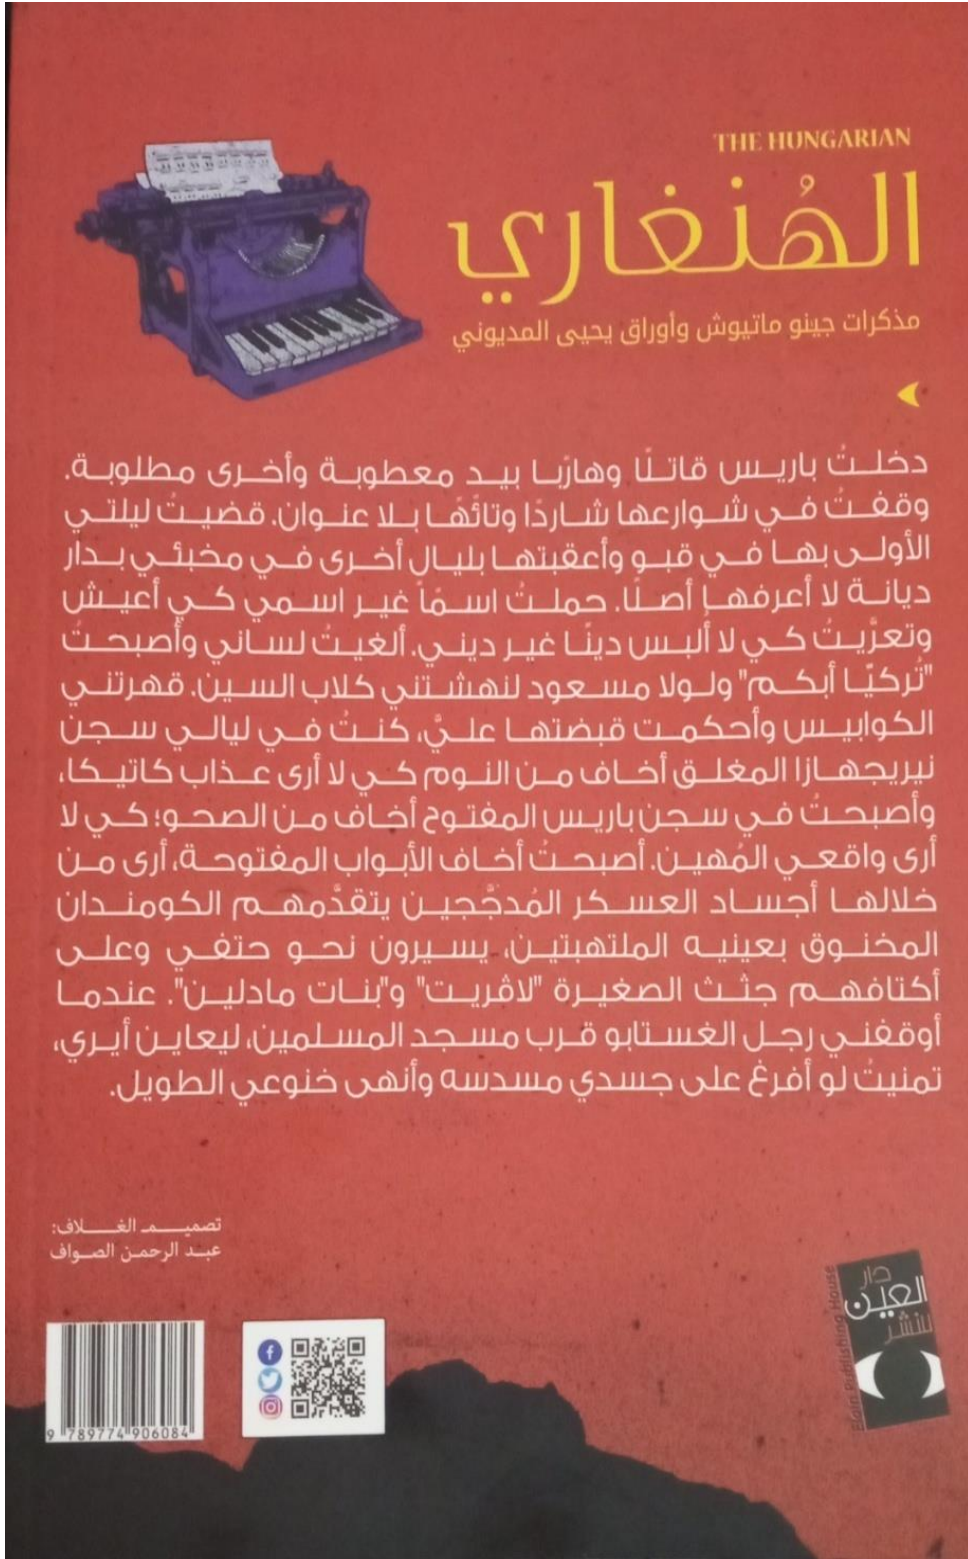 THE HUNGARIAN
الهُنغاري
مذكرات جينو ماتيوش وأوراق يحيى المديوني
دخلتُ باريس قاتلًا وهاربًا بيد معطوبة وأخرى مطلوبة.
وقفتُ في شوارعها شاردًا وتائهًا بلا عنوان. قضيتُ ليلتي
الأولى بها في قبو وأعقبتها بليال أخرى في مخبئي بدار
ديانة لا أعرفها أصلًا. حملتُ اسمًا غير اسمي كي أعيش
وتعرَّيتُ كي لا ألبس دينًا غير ديني. ألغيتُ لساني وأصبحتُ
"تُركيًّا أبكم" ولولا مسعود لنهشتني كلاب السين. قهرتني
الكوابيس وأحكمت قبضتها عليَّ، كنتُ في ليالي سجن
نيريجهازا المغلق أخاف من النوم كي لا أرى عذاب كاتيكا،
وأصبحتُ في سجن باريس المفتوح أخاف من الصحو؛ كي لا
أرى واقعي المُهين. أصبحتُ أخاف الأبواب المفتوحة، أرى من
خلالها أجساد العسكر المُدجَّجين يتقدَّمهم الكومندان
المخنوق بعينيه الملتهبتين، يسيرون نحو حتفي وعلى
أكتافهم جثث الصغيرة "لاڤريت" و"بنات مادلين". عندما
أوقفني رجل الغستابو قرب مسجد المسلمين، ليعاين أيري،
تمنيتُ لو أفرغ على جسدي مسدسه وأنهى خنوعي الطويل.
تصميم الغلاف:
عبد الرحمن الصواف
دار
العين
للنشر
Elain Publishing House
9 789774 906084